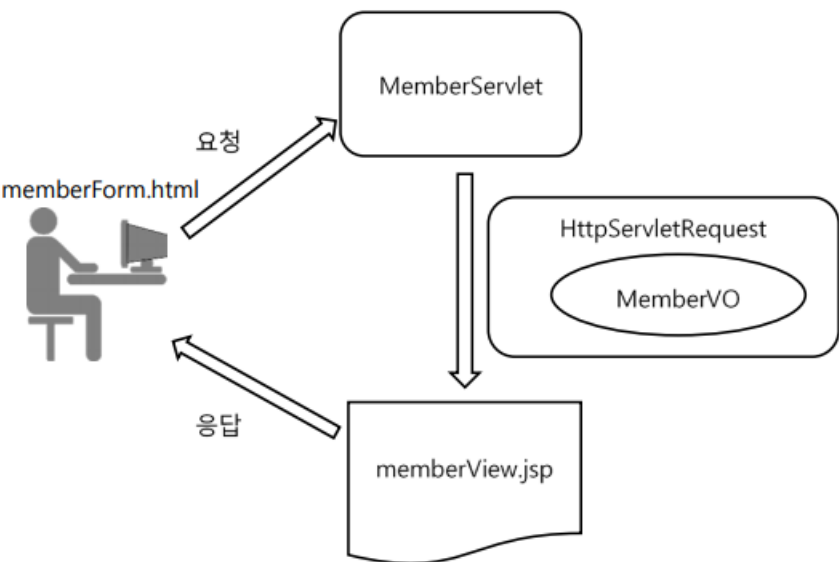 MemberServlet
요청
memberForm.html
HttpServletRequest
MemberVO
응답
memberView.jsp